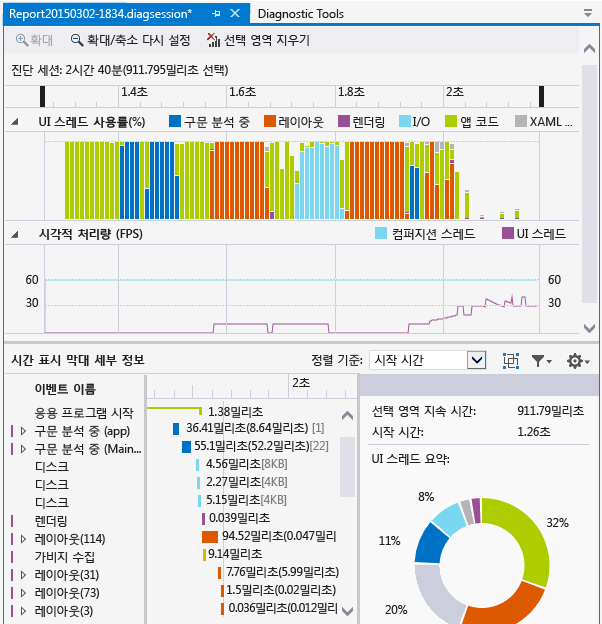 Report20150302-1834.diagsession* Diagnostic Tools
확대 확대/축소 다시 설정 선택 영역 지우기
진단 세션: 2시간 40분(911.795밀리초 선택)
1.4초 1.6초 1.8초 2초
UI 스레드 사용률(%) 구문 분석 중 레이아웃 렌더링 I/O 앱 코드 XAML ...
시각적 처리량 (FPS) 컴퍼지션 스레드 UI 스레드
60 60
30 30
시간 표시 막대 세부 정보 정렬 기준: 시작 시간
이벤트 이름 2초
응용 프로그램 시작 1.38밀리초
구문 분석 중 (app) 36.41밀리초(8.64밀리초) [1]
구문 분석 중 (Main... 55.1밀리초(52.2밀리초)[22]
디스크 4.56밀리초[8KB]
디스크 2.27밀리초[4KB]
디스크 5.15밀리초[4KB]
렌더링 0.039밀리초
레이아웃(114) 94.52밀리초(0.047밀리
가비지 수집 9.14밀리초
레이아웃(31) 7.76밀리초(5.99밀리초)
레이아웃(73) 1.5밀리초(0.02밀리초)
레이아웃(3) 0.036밀리초(0.012밀리
선택 영역 지속 시간: 911.79밀리초
시작 시간: 1.26초
UI 스레드 요약:
8%
32%
11%
20%